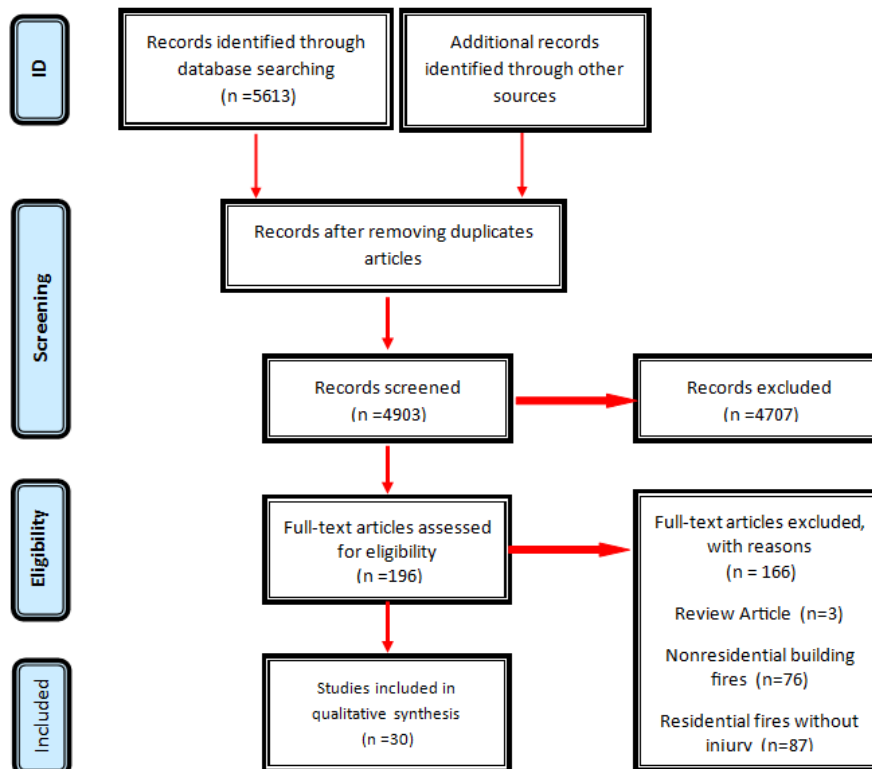 ID
Records identified through
database searching
(n =5613)
Additional records
identified through other
sources
Screening
Records after removing duplicates
articles
Records screened
(n =4903)
Records excluded
(n =4707)
Eligibility
Full-text articles assessed
for eligibility
(n =196)
Full-text articles excluded,
with reasons
(n = 166)
Review Article (n=3)
Nonresidential building
fires (n=76)
Residential fires without
injury (n=87)
Included
Studies included in
qualitative synthesis
(n =30)